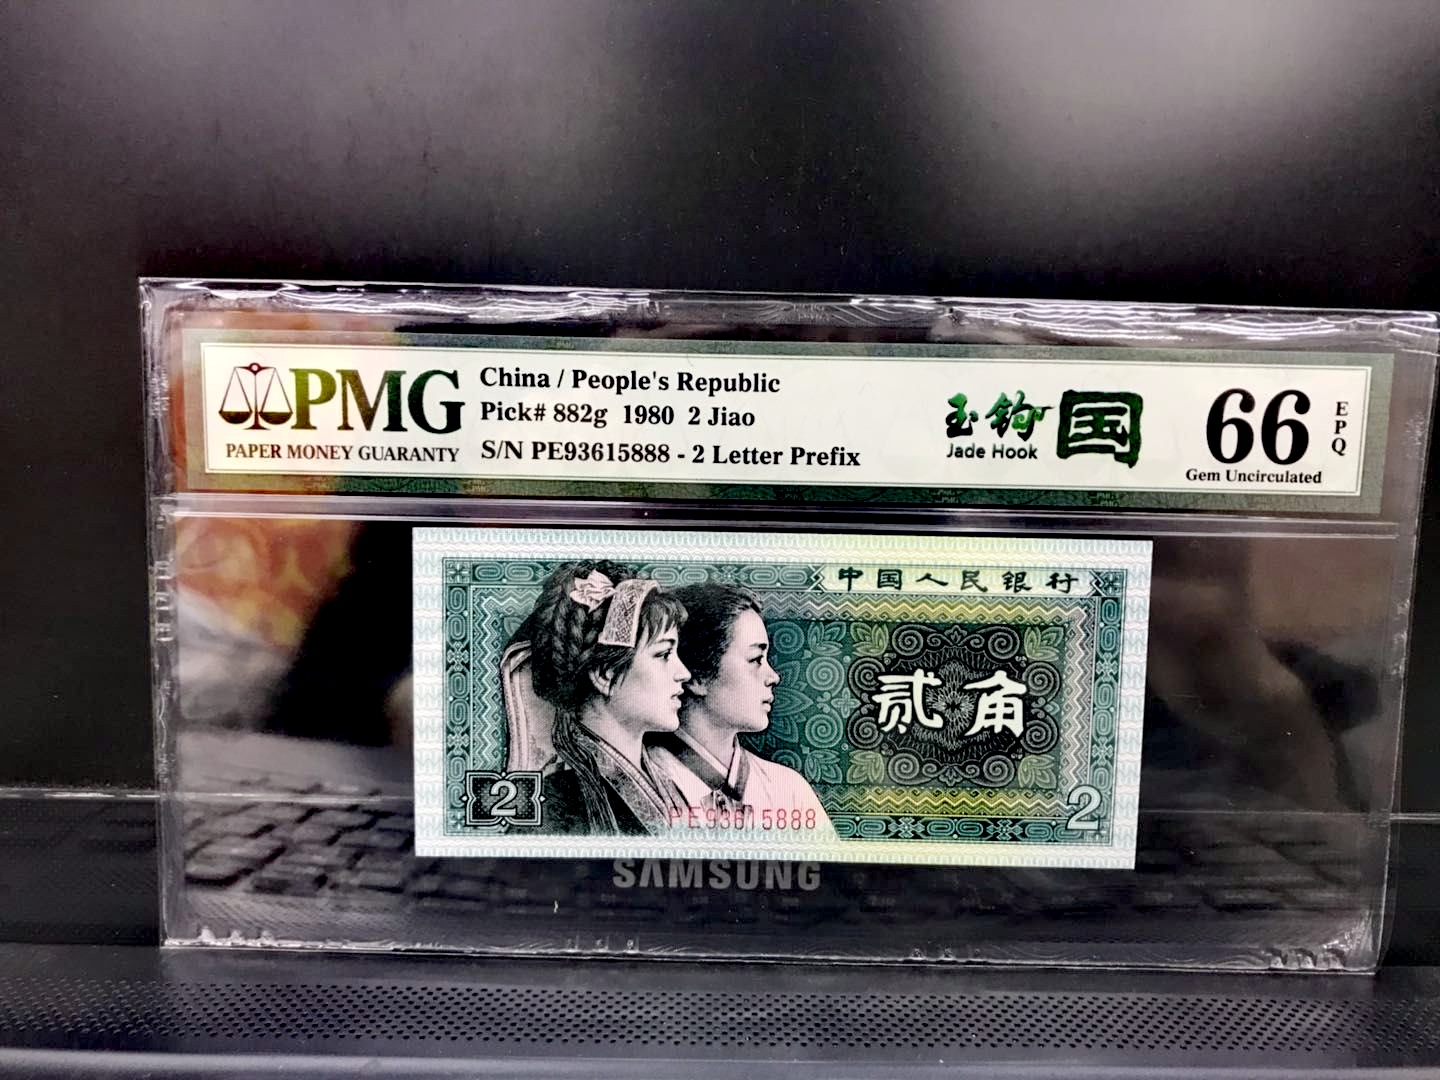 PMG
PAPER MONEY GUARANTY
China / People's Republic
Pick# 882g 1980 2 Jiao
S/N PE93615888 - 2 Letter Prefix
玉钩 国
Jade Hook
66
EPQ
Gem Uncirculated
中国人民银行
贰角
2
2
PE93615888
SAMSUNG